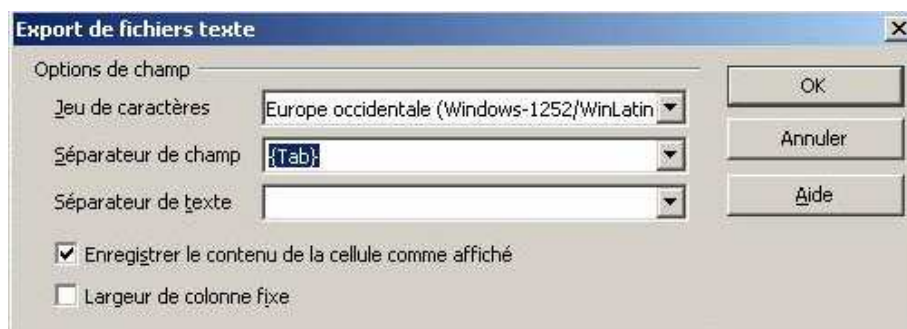 Export de fichiers texte
Options de champ
Jeu de caractères
Europe occidentale (Windows-1252/WinLatin
Séparateur de champ
{Tab}
Séparateur de texte
Enregistrer le contenu de la cellule comme affiché
Largeur de colonne fixe
OK
Annuler
Aide